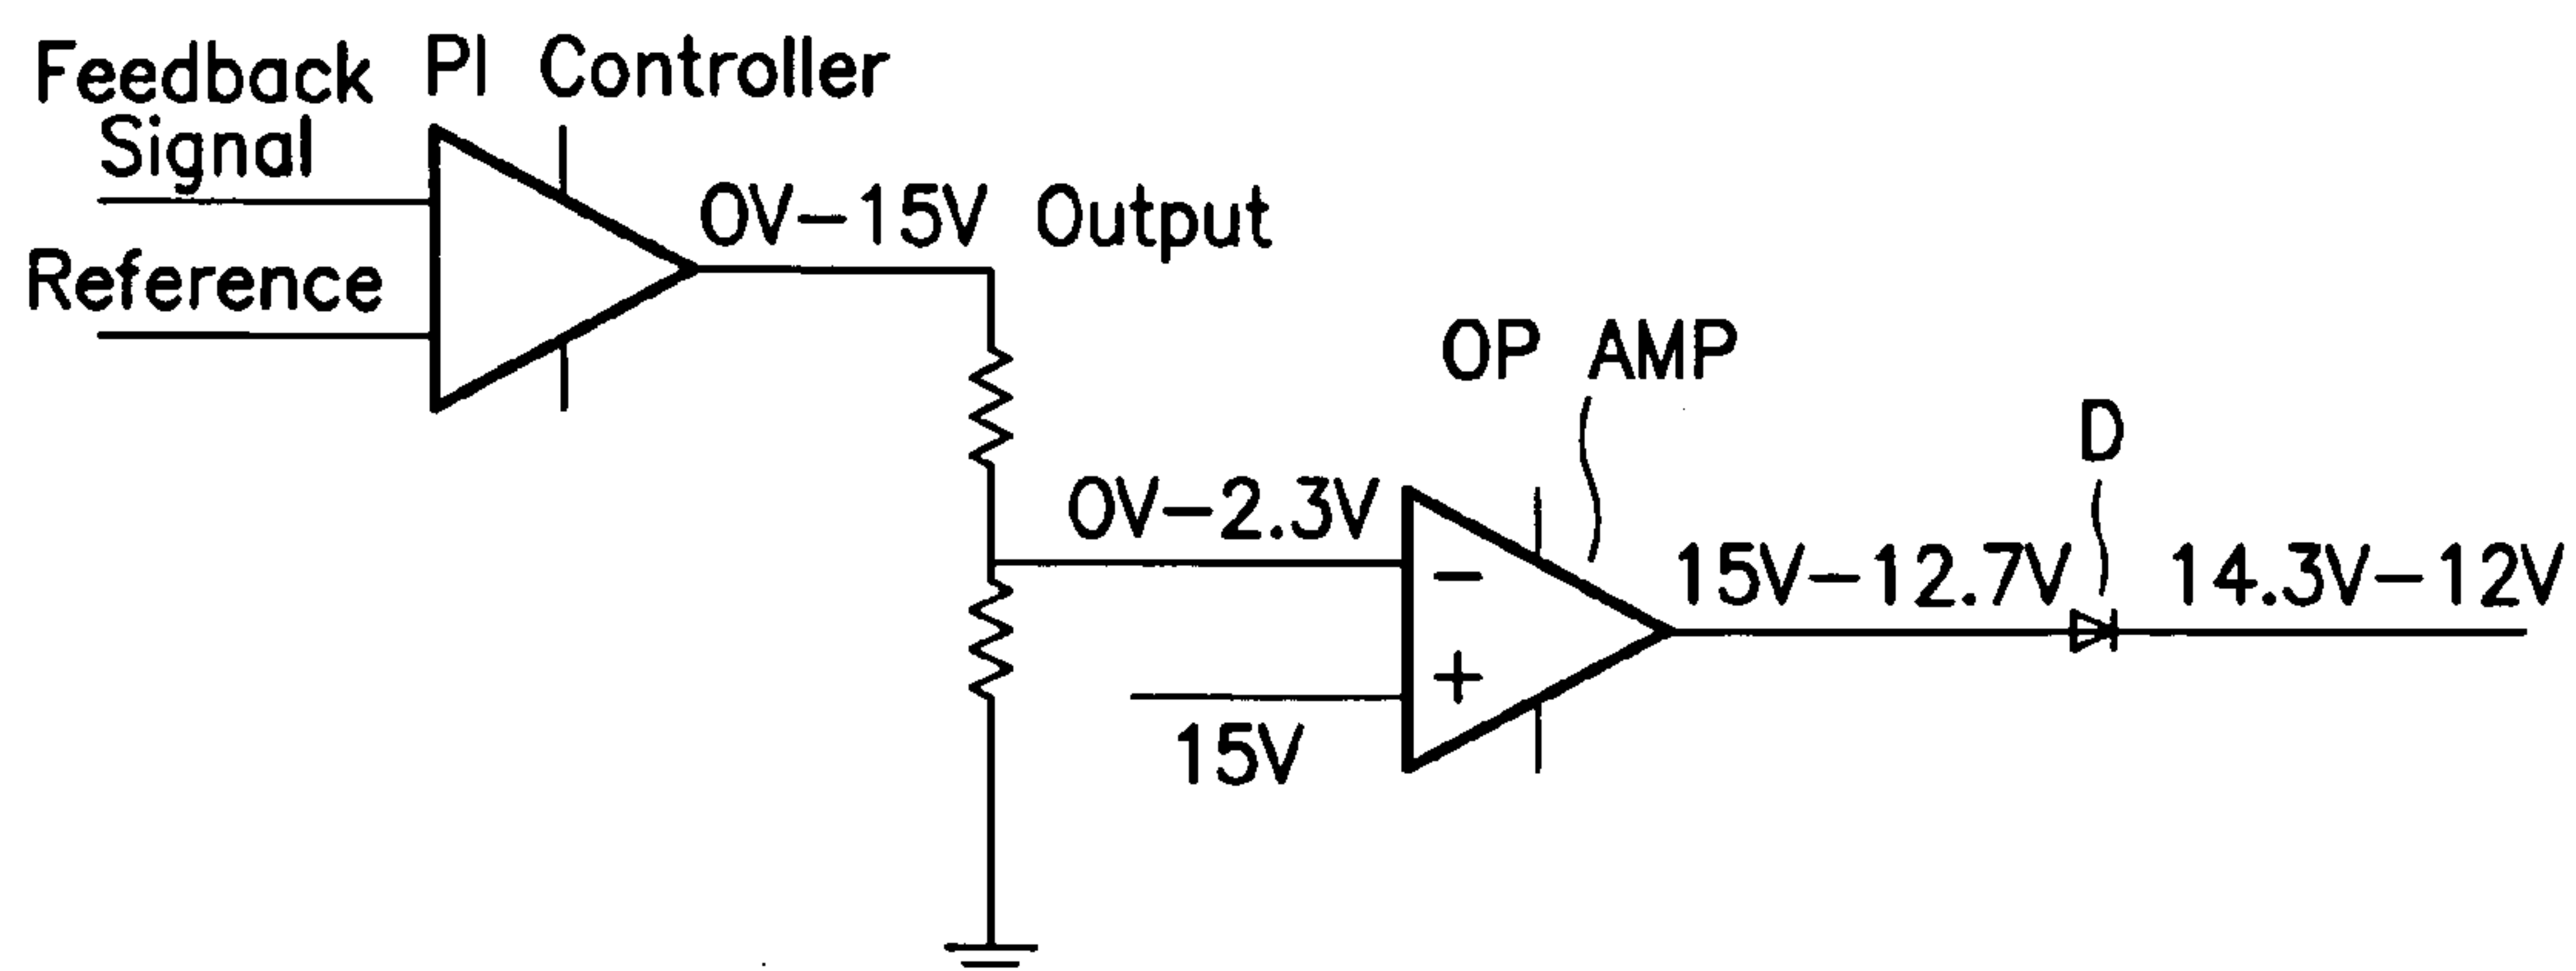 Feedback
Signal
PI Controller
Reference
0V-15V Output
OP AMP
D
0V-2.3V
15V-12.7V
14.3V-12V
-
+
15V